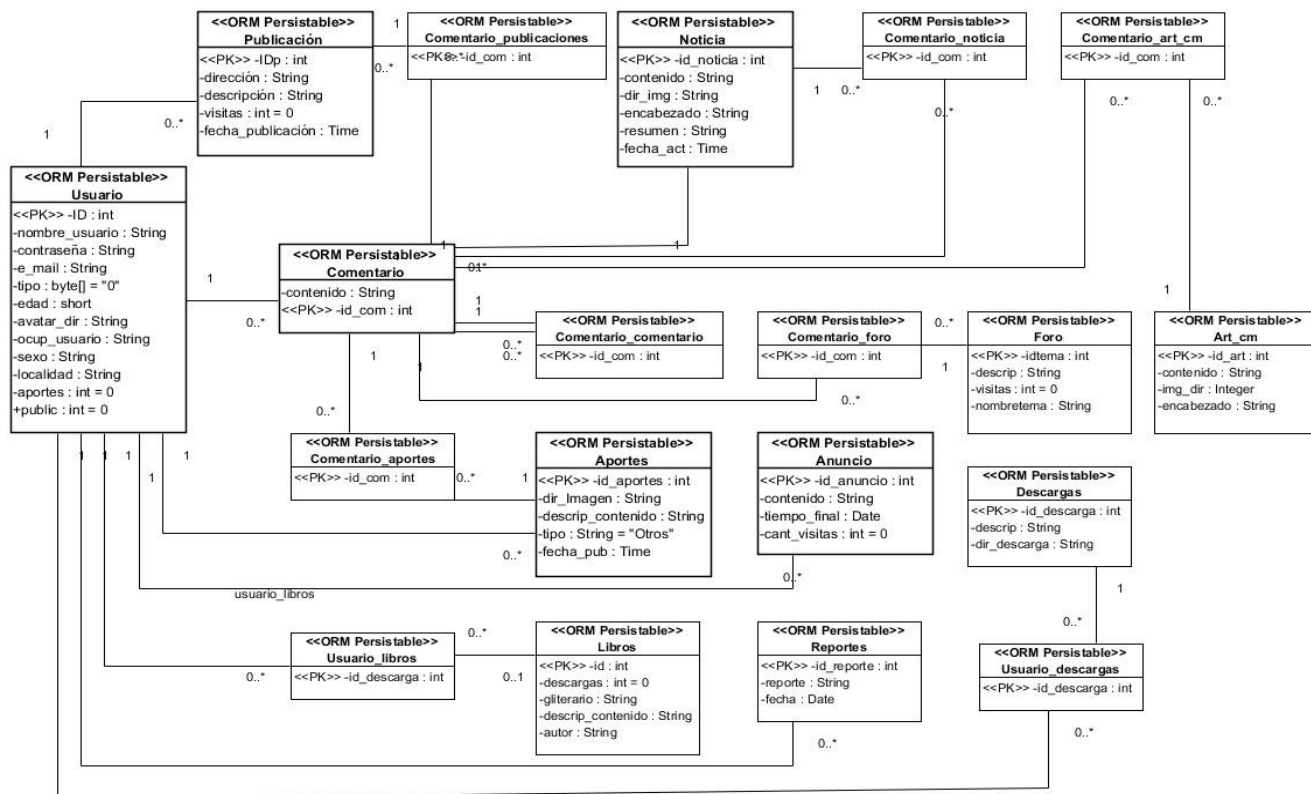 <<ORM Persistable>>
Publicación
<<PK>> -IDp : int
-dirección : String
-descripción : String
-visitas : int = 0
-fecha_publicación : Time
1
0..*
<<ORM Persistable>>
Comentario_publicaciones
<<PK>> -id_com : int
0..*
<<ORM Persistable>>
Noticia
<<PK>> -id_noticia : int
-contenido : String
-dir_img : String
-encabezado : String
-resumen : String
-fecha_act : Time
1
0..*
<<ORM Persistable>>
Comentario_noticia
<<PK>> -id_com : int
0..*
<<ORM Persistable>>
Comentario_art_cm
<<PK>> -id_com : int
0..*
0..*
1
0..*
<<ORM Persistable>>
Usuario
<<PK>> -ID : int
-nombre_usuario : String
-contraseña : String
-e_mail : String
-tipo : byte[] = "0"
-edad : short
-avatar_dir : String
-ocup_usuario : String
-sexo : String
-localidad : String
-aportes : int = 0
+public : int = 0
1
0..*
<<ORM Persistable>>
Comentario
-contenido : String
<<PK>> -id_com : int
1
1
1
1
0..*
0..*
<<ORM Persistable>>
Comentario_comentario
<<PK>> -id_com : int
<<ORM Persistable>>
Comentario_foro
<<PK>> -id_com : int
0..*
1
<<ORM Persistable>>
Foro
<<PK>> -idtema : int
-descrip : String
-visitas : int = 0
-nombretema : String
1
<<ORM Persistable>>
Art_cm
<<PK>> -id_art : int
-contenido : String
-img_dir : Integer
-encabezado : String
1
1
0..*
0..*
<<ORM Persistable>>
Comentario_aportes
<<PK>> -id_com : int
0..*
1
<<ORM Persistable>>
Aportes
<<PK>> -id_aportes : int
-dir_Imagen : String
-descrip_contenido : String
-tipo : String = "Otros"
-fecha_pub : Time
0..*
<<ORM Persistable>>
Anuncio
<<PK>> -id_anuncio : int
-contenido : String
-tiempo_final : Date
-cant_visitas : int = 0
0..*
<<ORM Persistable>>
Descargas
<<PK>> -id_descarga : int
-descrip : String
-dir_descarga : String
1
0..*
1
1
1
1
1
1
usuario_libros
<<ORM Persistable>>
Usuario_libros
<<PK>> -id_descarga : int
0..*
0..*
0..1
<<ORM Persistable>>
Libros
<<PK>> -id : int
-descargas : int = 0
-gliterario : String
-descrip_contenido : String
-autor : String
<<ORM Persistable>>
Reportes
<<PK>> -id_reporte : int
-reporte : String
-fecha : Date
0..*
<<ORM Persistable>>
Usuario_descargas
<<PK>> -id_descarga : int
0..*